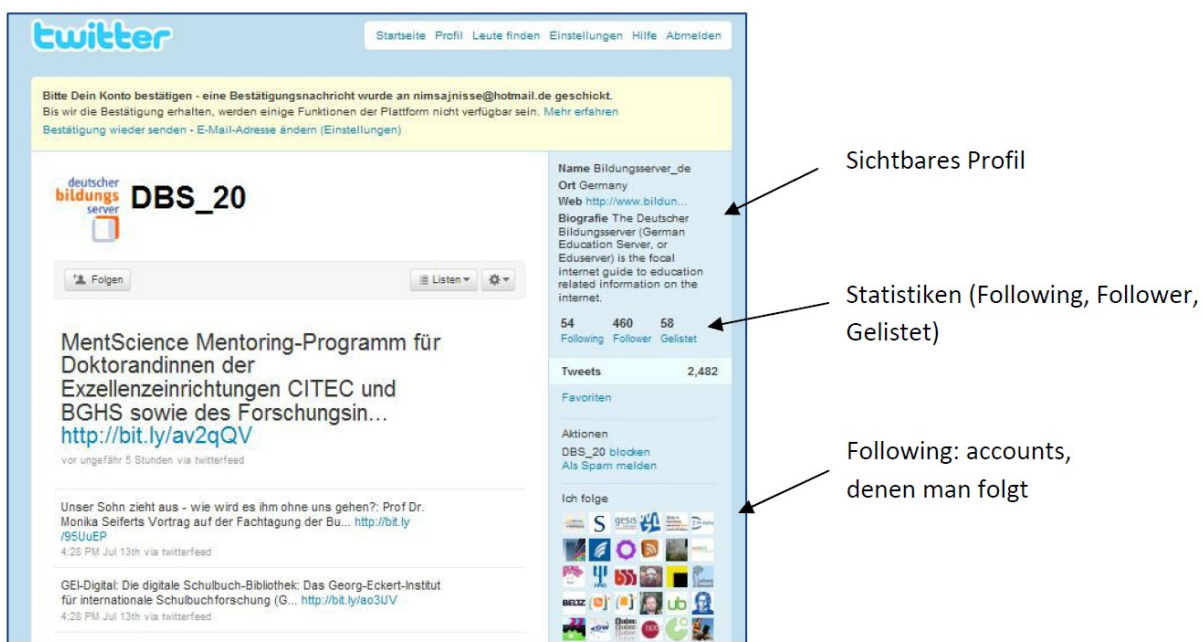 twitter
Startseite Profil Leute finden Einstellungen Hilfe Abmelden
Bitte Dein Konto bestätigen - eine Bestätigungsnachricht wurde an nimsajnisse@hotmail.de geschickt.
Bis wir die Bestätigung erhalten, werden einige Funktionen der Plattform nicht verfügbar sein. Mehr erfahren
Bestätigung wieder senden - E-Mail-Adresse ändern (Einstellungen)
deutscher
bildungs
server
DBS_20
Folgen
Listen
MentScience Mentoring-Programm für
Doktorandinnen der
Exzellenzeinrichtungen CITEC und
BGHS sowie des Forschungsin...
http://bit.ly/av2qQV
vor ungefähr 5 Stunden via twitterfeed
Unser Sohn zieht aus - wie wird es ihm ohne uns gehen?: Prof Dr.
Monika Seiferts Vortrag auf der Fachtagung der Bu... http://bit.ly
/95UuEP
4:28 PM Jul 13th via twitterfeed
GEI-Digital: Die digitale Schulbuch-Bibliothek: Das Georg-Eckert-Institut
für internationale Schulbuchforschung (G... http://bit.ly/ao3IJV
4:28 PM Jul 13th via twitterfeed
Name Bildungsserver_de
Ort Germany
Web http://www.bildun...
Biografie The Deutscher
Bildungsserver (German
Education Server, or
Eduserver) is the focal
internet guide to education
related information on the
internet.
54 460 58
Following Follower Gelistet
Tweets 2,482
Favoriten
Aktionen
DBS_20 blocken
Als Spam melden
Ich folge
S gesis
BELTZ ub
Sichtbares Profil
Statistiken (Following, Follower,
Gelistet)
Following: accounts,
denen man folgt